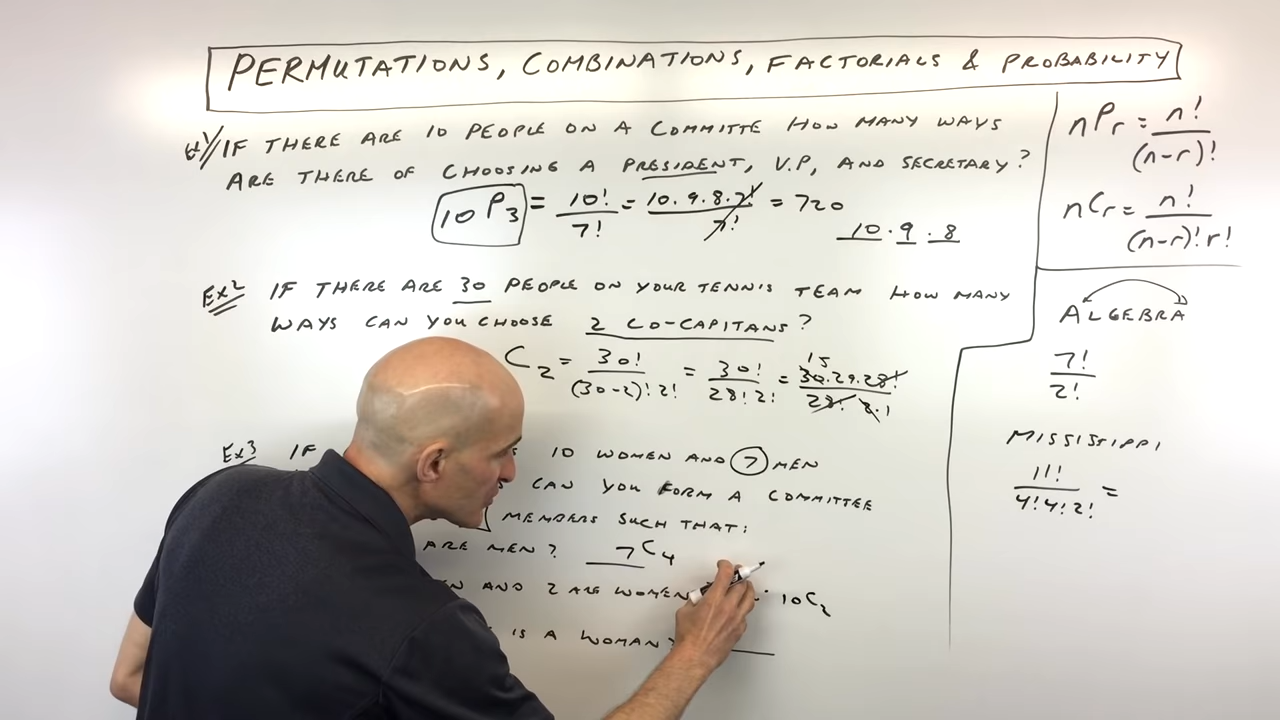 PERMUTATIONS, COMBINATIONS, FACTORIALS & PROBABILITY
IF THERE ARE 10 PEOPLE ON A COMMITTE HOW MANY WAYS
ARE THERE OF CHOOSING A PRESIDENT, V.P, AND SECRETARY?
10 P 3 = 10! / 7! = 10.9.8.7! / 7! = 720
10 . 9 . 8
Ex2 IF THERE ARE 30 PEOPLE ON YOUR TENNIS TEAM HOW MANY
WAYS CAN YOU CHOOSE 2 CO-CAPITANS?
C 2 = 30! / (30-2)! 2! = 30! / 28! 2! = 15 30.29.28! / 28! 2.1
Ex3 IF 10 WOMEN AND 7 MEN
CAN YOU FORM A COMMITTEE
MEMBERS SUCH THAT:
ARE MEN? 7C4
AND 2 ARE WOMEN · 10C2
IS A WOMAN?
nPr = n! / (n-r)!
nCr = n! / (n-r)! r!
ALGEBRA
7! / 2!
MISSISSIPPI
11! / 4! 4! 2! =